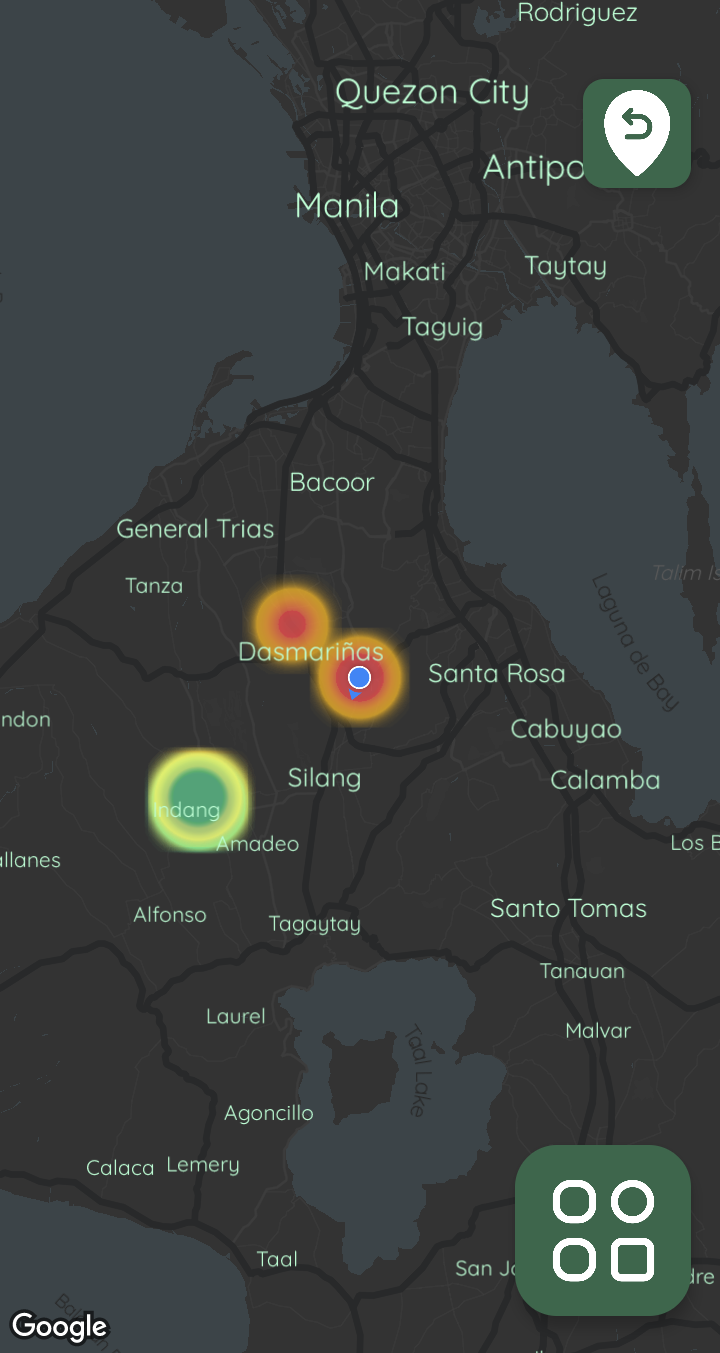 Rodriguez
Quezon City
Antipo
Manila
Makati
Taytay
Taguig
Bacoor
General Trias
Talim Is
Tanza
Laguna de Bay
Dasmariñas
Santa Rosa
ndon
Cabuyao
Silang
Calamba
Indang
Amadeo
Los B
allanes
Santo Tomas
Alfonso
Tagaytay
Tanauan
Laurel
Malvar
Taal Lake
Agoncillo
Calaca
Lemery
Taal
San Jo
dre
Google